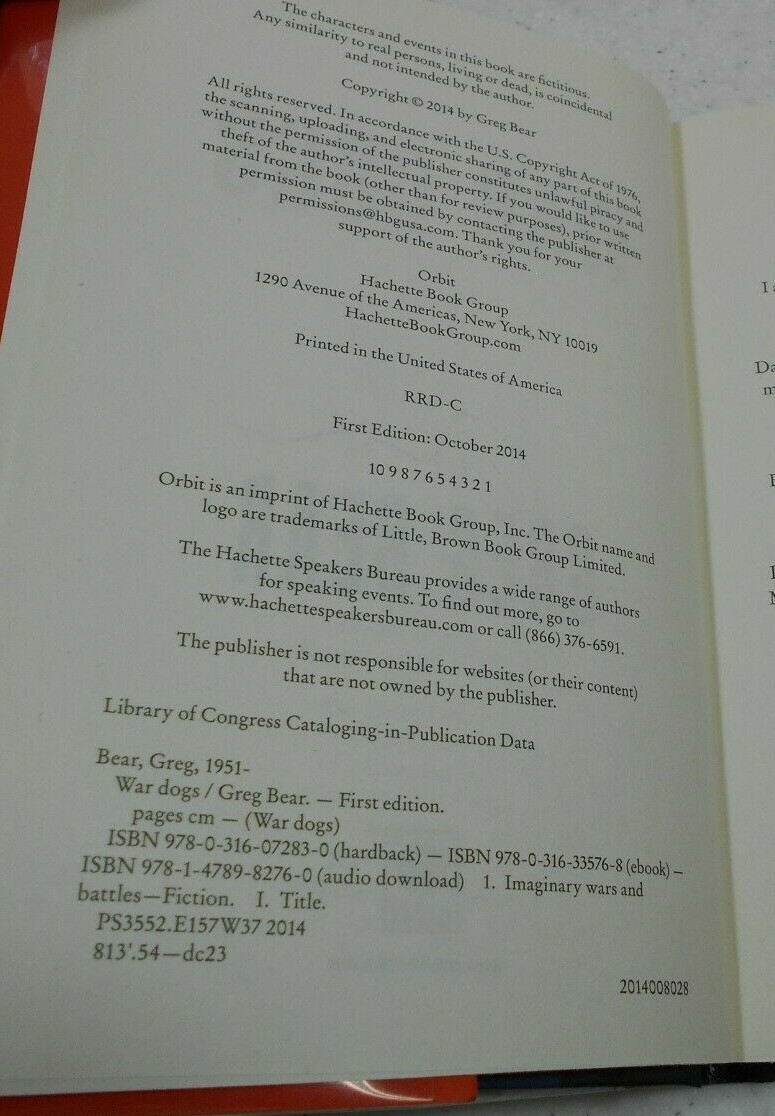 The characters and events in this book are fictitious.
Any similarity to real persons, living or dead, is coincidental
and not intended by the author.
Copyright © 2014 by Greg Bear
All rights reserved. In accordance with the U.S. Copyright Act of 1976,
the scanning, uploading, and electronic sharing of any part of this book
without the permission of the publisher constitutes unlawful piracy and
theft of the author's intellectual property. If you would like to use
material from the book (other than for review purposes), prior written
permission must be obtained by contacting the publisher at
permissions@hbgusa.com. Thank you for your
support of the author's rights.
Orbit
Hachette Book Group
1290 Avenue of the Americas, New York, NY 10019
HachetteBookGroup.com
Printed in the United States of America
RRD-C
First Edition: October 2014
10 9 8 7 6 5 4 3 2 1
Orbit is an imprint of Hachette Book Group, Inc. The Orbit name and
logo are trademarks of Little, Brown Book Group Limited.
The Hachette Speakers Bureau provides a wide range of authors
for speaking events. To find out more, go to
www.hachettespeakersbureau.com or call (866) 376-6591.
The publisher is not responsible for websites (or their content)
that are not owned by the publisher.
Library of Congress Cataloging-in-Publication Data
Bear, Greg, 1951-
War dogs / Greg Bear. — First edition.
pages cm — (War dogs)
ISBN 978-0-316-07283-0 (hardback) — ISBN 978-0-316-33576-8 (ebook) —
ISBN 978-1-4789-8276-0 (audio download) 1. Imaginary wars and
battles—Fiction. I. Title.
PS3552.E157W37 2014
813'.54—dc23
2014008028